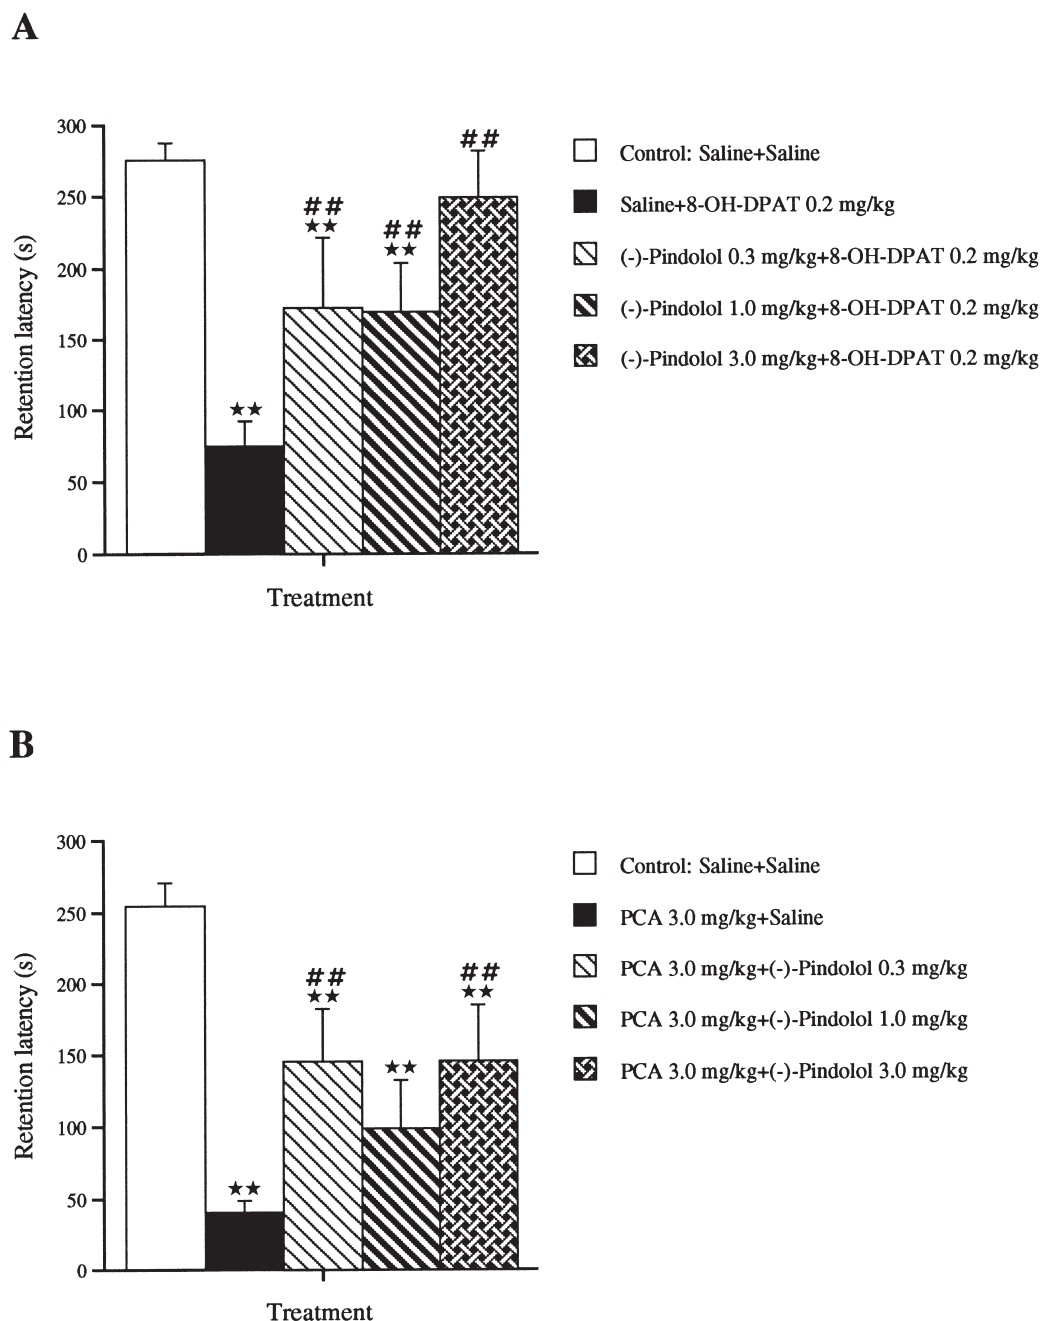 A
300
250
200
150
100
50
0
Retention latency (s)
##
★★
##
★★
##
★★
Treatment
Control: Saline+Saline
Saline+8-OH-DPAT 0.2 mg/kg
(-)-Pindolol 0.3 mg/kg+8-OH-DPAT 0.2 mg/kg
(-)-Pindolol 1.0 mg/kg+8-OH-DPAT 0.2 mg/kg
(-)-Pindolol 3.0 mg/kg+8-OH-DPAT 0.2 mg/kg
B
300
250
200
150
100
50
0
Retention latency (s)
★★
##
★★
★★
##
★★
Treatment
Control: Saline+Saline
PCA 3.0 mg/kg+Saline
PCA 3.0 mg/kg+(-)-Pindolol 0.3 mg/kg
PCA 3.0 mg/kg+(-)-Pindolol 1.0 mg/kg
PCA 3.0 mg/kg+(-)-Pindolol 3.0 mg/kg